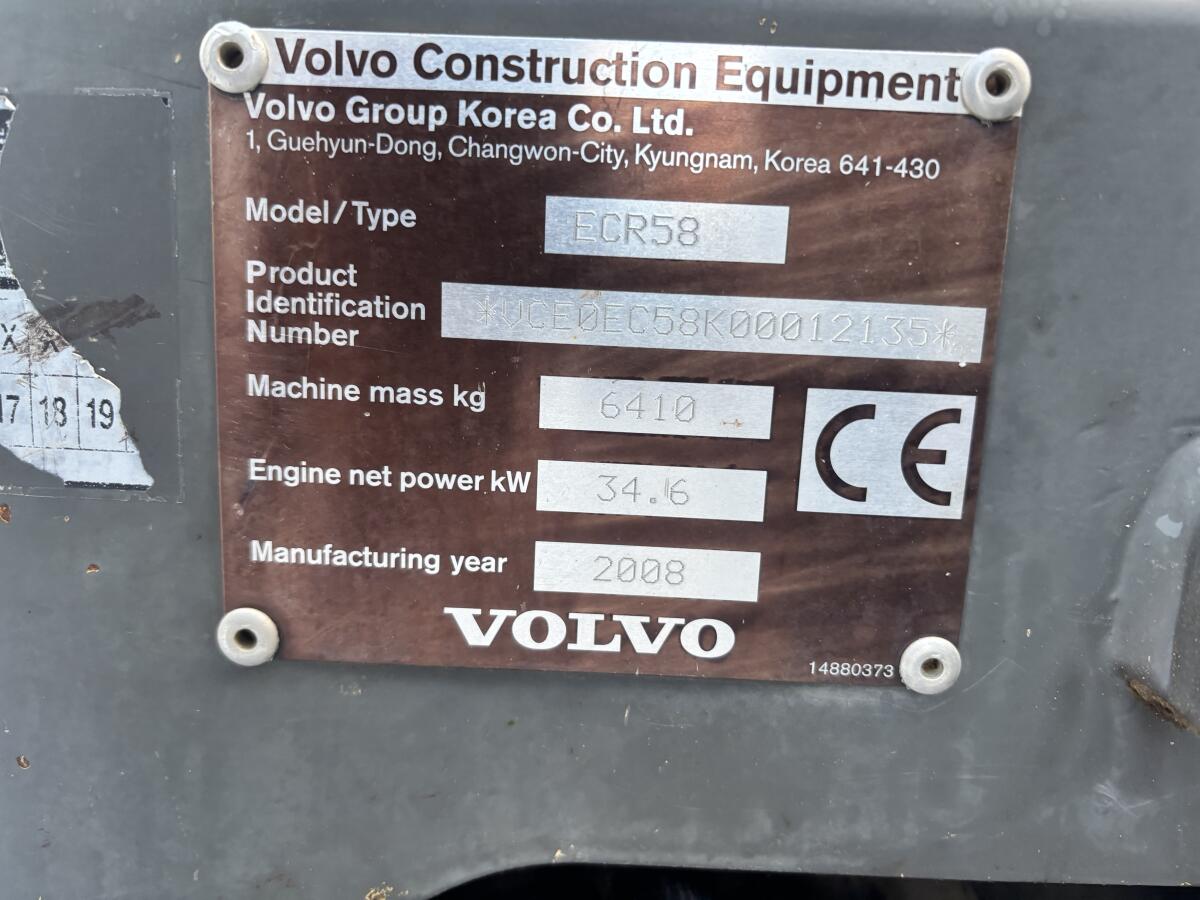 Volvo Construction Equipment
Volvo Group Korea Co. Ltd.
1, Guehyun-Dong, Changwon-City, Kyungnam, Korea 641-430
Model/Type ECR58
Product
Identification
Number
*VCE0EC58K00012135*
Machine mass kg 6410
Engine net power kW 34.6
Manufacturing year 2008
CE
VOLVO
14880373
X X
17 18 19